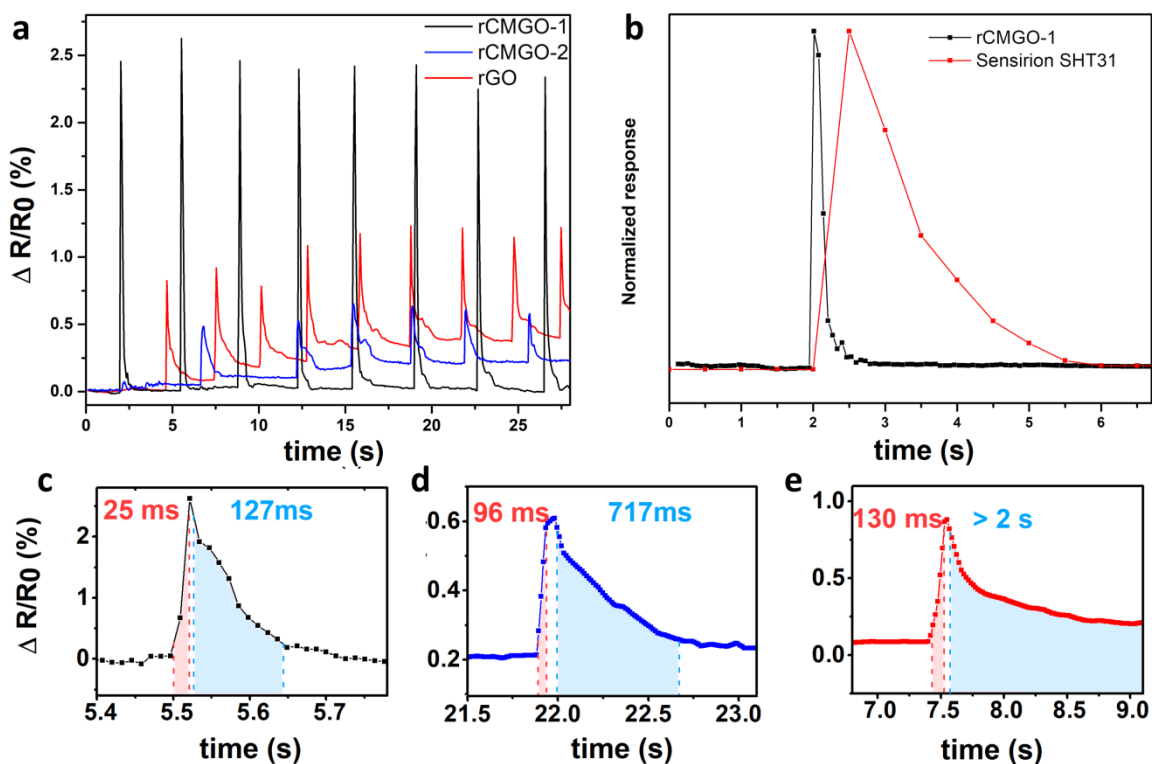 a
rCMGO-1
rCMGO-2
rGO
Δ R/R0 (%)
2.5
2.0
1.5
1.0
0.5
0.0
0 5 10 15 20 25
time (s)
b
rCMGO-1
Sensirion SHT31
Normalized response
0 1 2 3 4 5 6
time (s)
c
25 ms 127ms
Δ R/R0 (%)
2
1
0
5.4 5.5 5.6 5.7
time (s)
d
96 ms 717ms
0.6
0.4
0.2
21.5 22.0 22.5 23.0
time (s)
e
130 ms > 2 s
1.0
0.5
0.0
7.0 7.5 8.0 8.5 9.0
time (s)